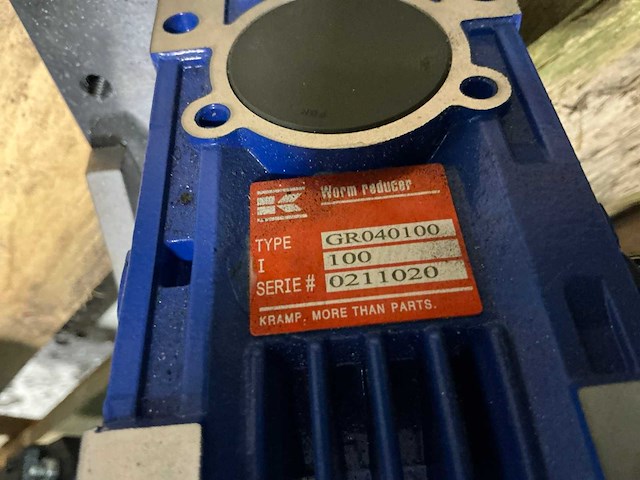 K Worm reducer
TYPE GR040100
I 100
SERIE # 0211020
KRAMP. MORE THAN PARTS.